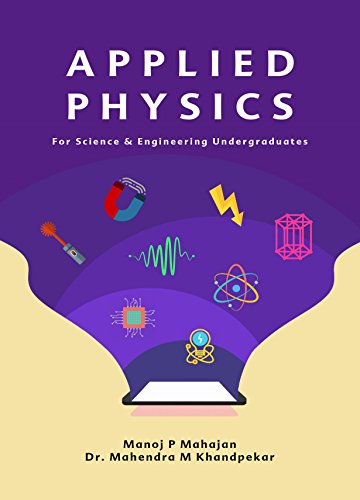 APPLIED
PHYSICS
For Science & Engineering Undergraduates
Manoj P Mahajan
Dr. Mahendra M Khandpekar